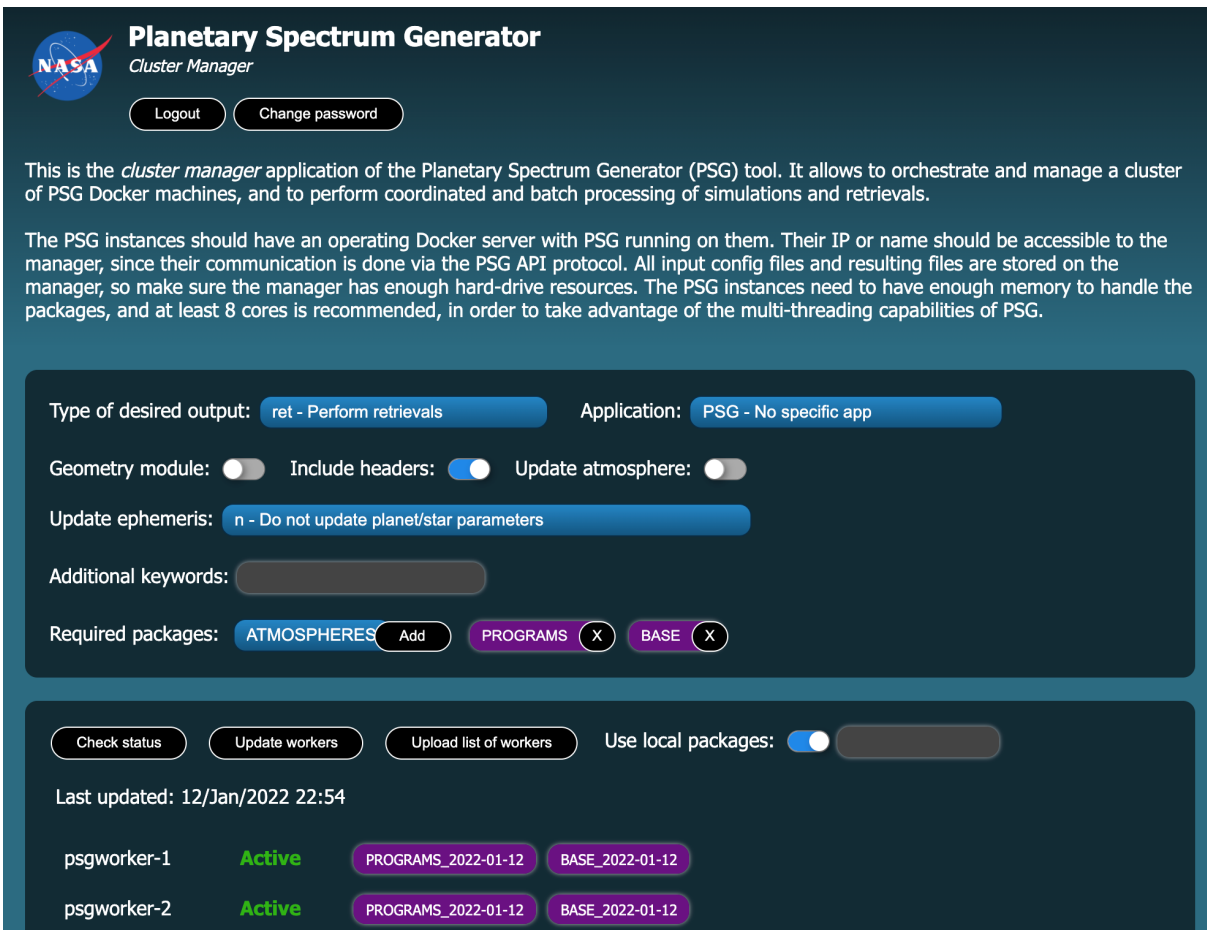 NASA
Planetary Spectrum Generator
Cluster Manager
Logout Change password
This is the cluster manager application of the Planetary Spectrum Generator (PSG) tool. It allows to orchestrate and manage a cluster
of PSG Docker machines, and to perform coordinated and batch processing of simulations and retrievals.
The PSG instances should have an operating Docker server with PSG running on them. Their IP or name should be accessible to the
manager, since their communication is done via the PSG API protocol. All input config files and resulting files are stored on the
manager, so make sure the manager has enough hard-drive resources. The PSG instances need to have enough memory to handle the
packages, and at least 8 cores is recommended, in order to take advantage of the multi-threading capabilities of PSG.
Type of desired output: ret - Perform retrievals Application: PSG - No specific app
Geometry module: Include headers: Update atmosphere:
Update ephemeris: n - Do not update planet/star parameters
Additional keywords:
Required packages: ATMOSPHERES Add PROGRAMS X BASE X
Check status Update workers Upload list of workers Use local packages:
Last updated: 12/Jan/2022 22:54
psgworker-1 Active PROGRAMS_2022-01-12 BASE_2022-01-12
psgworker-2 Active PROGRAMS_2022-01-12 BASE_2022-01-12